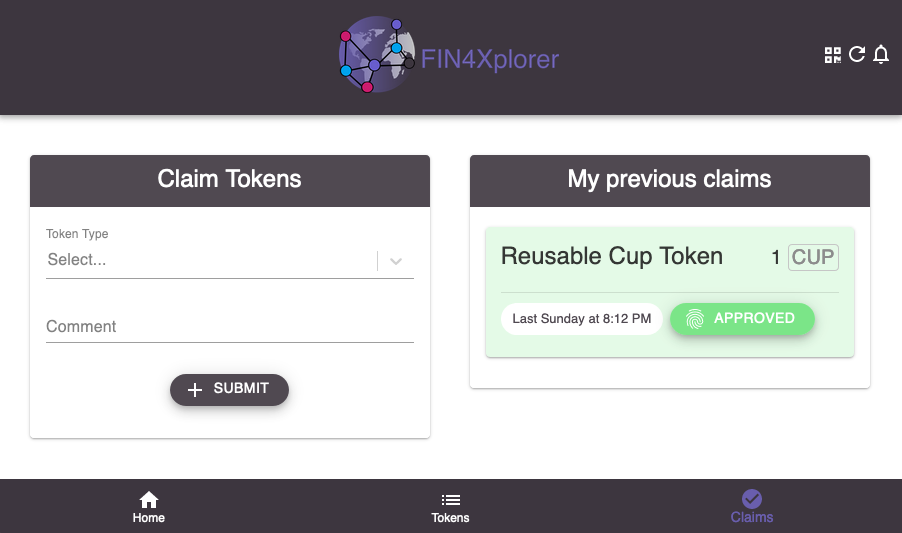 FIN4Xplorer
Claim Tokens
Token Type
Select...
Comment
SUBMIT
My previous claims
Reusable Cup Token 1 CUP
Last Sunday at 8:12 PM APPROVED
Home Tokens Claims